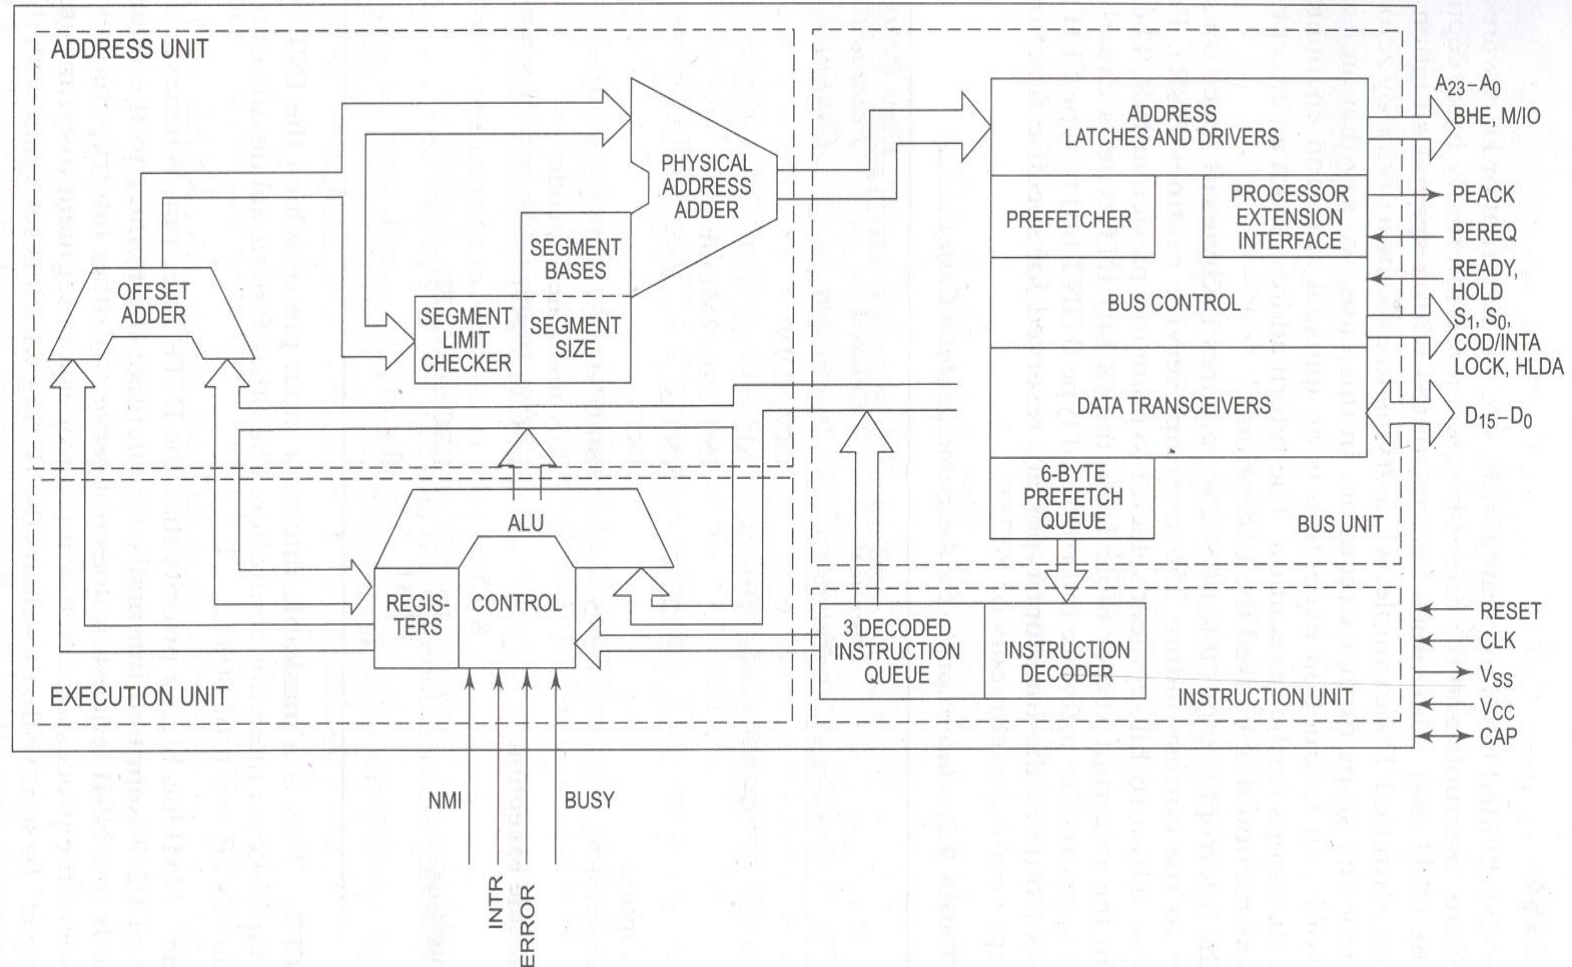 ADDRESS UNIT
OFFSET
ADDER
PHYSICAL
ADDRESS
ADDER
SEGMENT
BASES
SEGMENT
LIMIT
CHECKER
SEGMENT
SIZE
ADDRESS
LATCHES AND DRIVERS
PREFETCHER
PROCESSOR
EXTENSION
INTERFACE
BUS CONTROL
DATA TRANSCEIVERS
6-BYTE
PREFETCH
QUEUE
BUS UNIT
A₂₃–A₀
BHE, M/IO
PEACK
PEREQ
READY,
HOLD
S₁, S₀,
COD/INTA
LOCK, HLDA
D₁₅–D₀
ALU
REGIS-
TERS
CONTROL
EXECUTION UNIT
3 DECODED
INSTRUCTION
QUEUE
INSTRUCTION
DECODER
INSTRUCTION UNIT
RESET
CLK
V_SS
V_CC
CAP
NMI
INTR
ERROR
BUSY